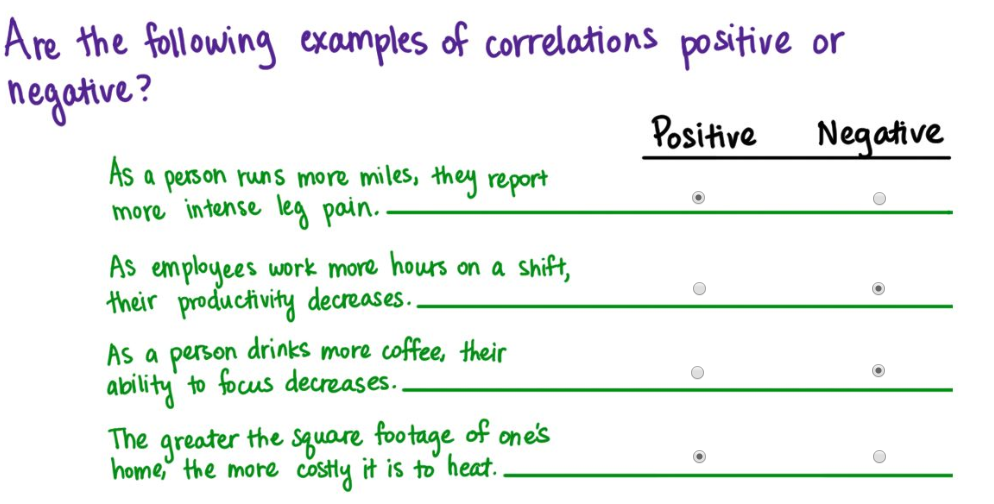 Are the following examples of correlations positive or
negative?
Positive Negative
As a person runs more miles, they report
more intense leg pain.
As employees work more hours on a shift,
their productivity decreases.
As a person drinks more coffee, their
ability to focus decreases.
The greater the square footage of one's
home, the more costly it is to heat.